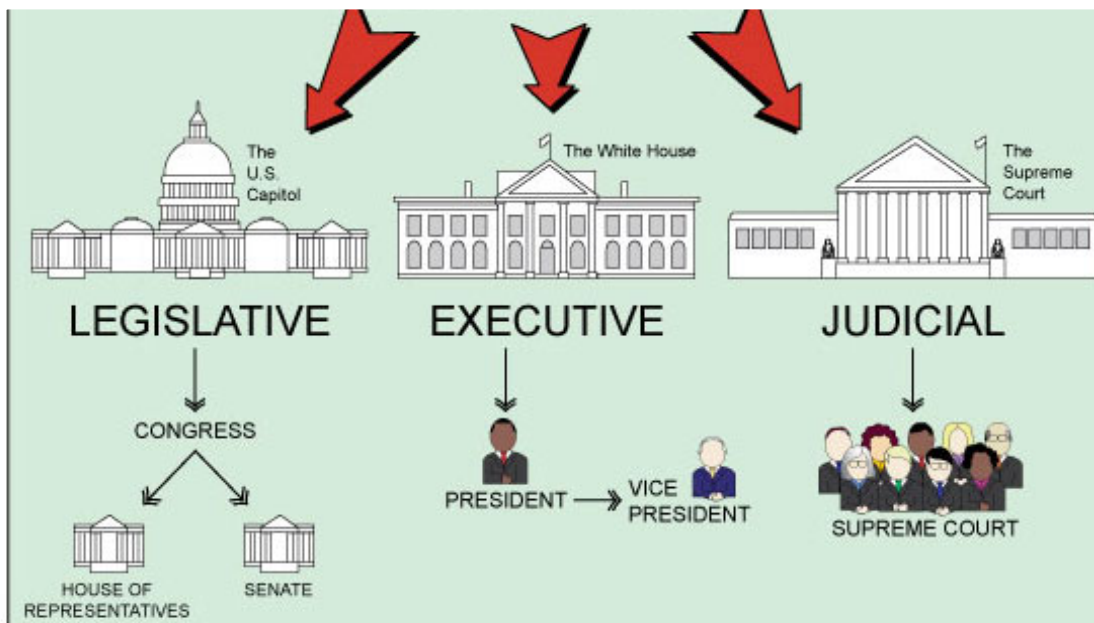 The
U.S.
Capitol
The White House
The
Supreme
Court
LEGISLATIVE
EXECUTIVE
JUDICIAL
CONGRESS
PRESIDENT
VICE
PRESIDENT
SUPREME COURT
HOUSE OF
REPRESENTATIVES
SENATE